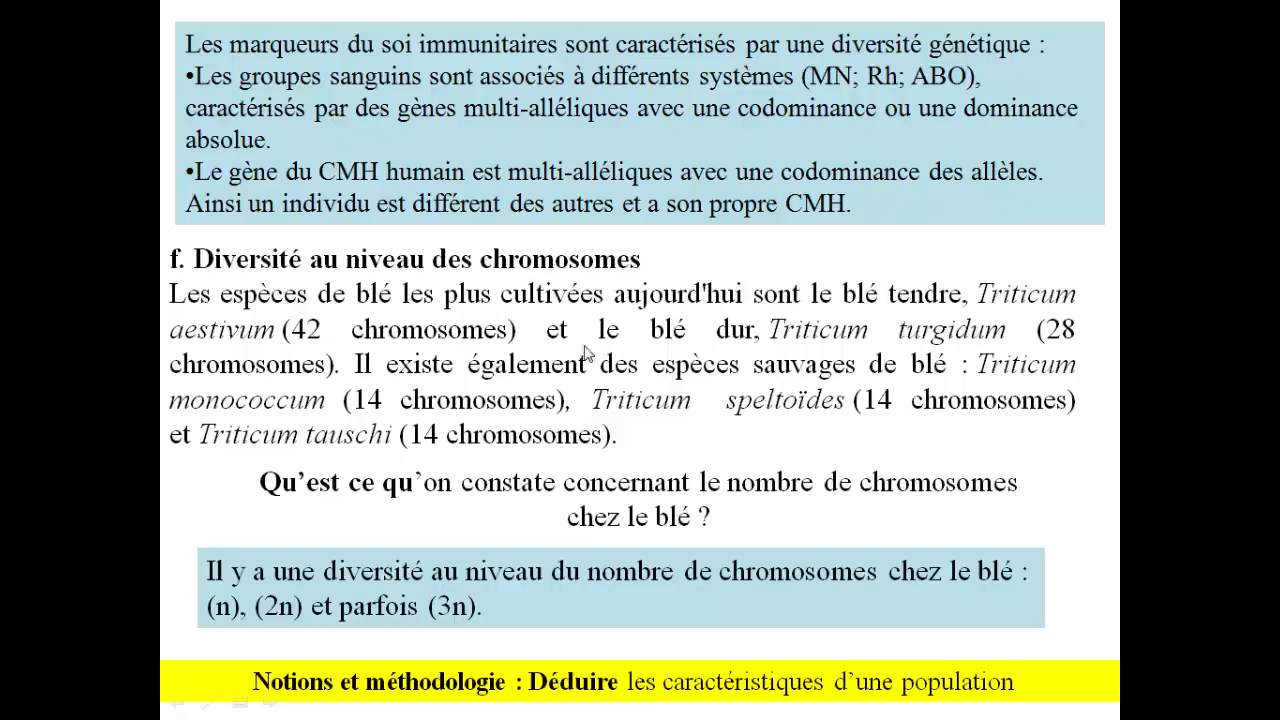 Les marqueurs du soi immunitaires sont caractérisés par une diversité génétique :
•Les groupes sanguins sont associés à différents systèmes (MN; Rh; ABO),
caractérisés par des gènes multi-alléliques avec une codominance ou une dominance
absolue.
•Le gène du CMH humain est multi-alléliques avec une codominance des allèles.
Ainsi un individu est différent des autres et a son propre CMH.
f. Diversité au niveau des chromosomes
Les espèces de blé les plus cultivées aujourd'hui sont le blé tendre, Triticum
aestivum (42 chromosomes) et le blé dur, Triticum turgidum (28
chromosomes). Il existe également des espèces sauvages de blé : Triticum
monococcum (14 chromosomes), Triticum speltoïdes (14 chromosomes)
et Triticum tauschi (14 chromosomes).
Qu’est ce qu’on constate concernant le nombre de chromosomes
chez le blé ?
Il y a une diversité au niveau du nombre de chromosomes chez le blé :
(n), (2n) et parfois (3n).
Notions et méthodologie : Déduire les caractéristiques d’une population